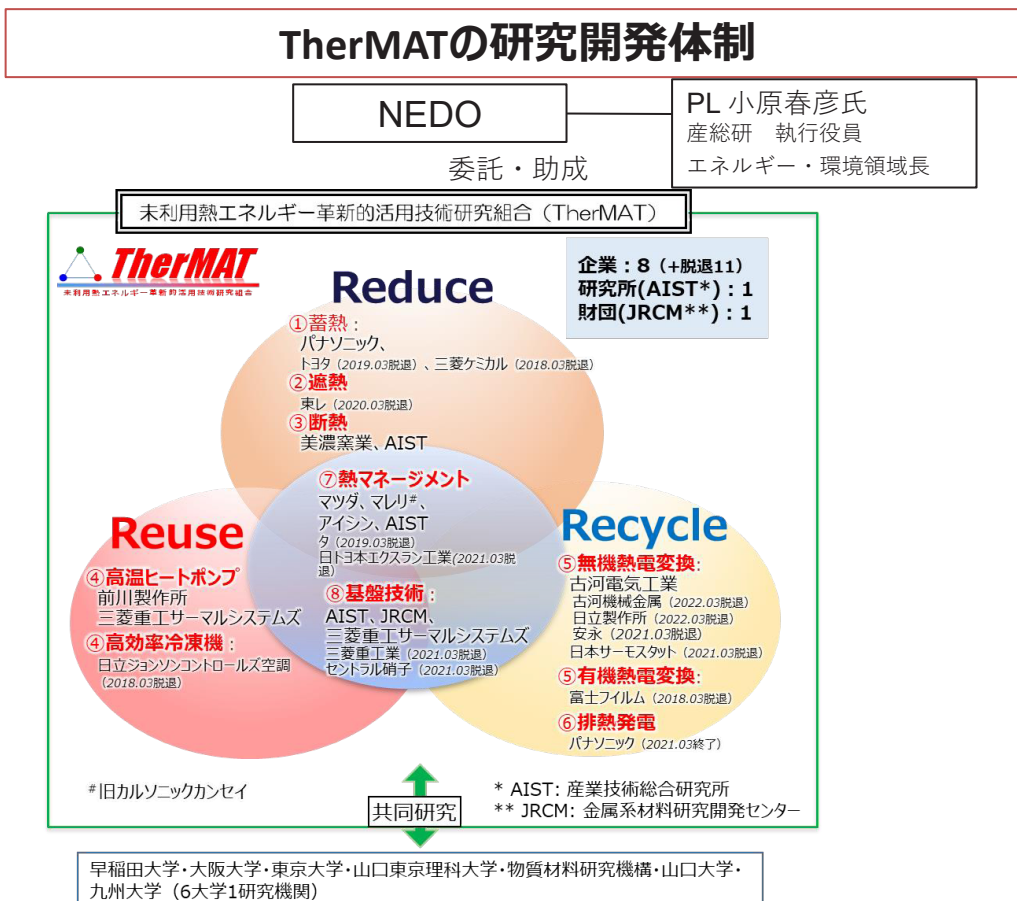 TherMATの研究開発体制
NEDO
PL 小原春彦氏
産総研　執行役員
エネルギー・環境領域長
委託・助成
未利用熱エネルギー革新的活用技術研究組合（TherMAT）
TherMAT
未利用熱エネルギー革新的活用技術研究組合
企業：8（+脱退11）
研究所(AIST*)：1
財団(JRCM**)：1
Reduce
①蓄熱：
パナソニック、
トヨタ（2019.03脱退）、三菱ケミカル（2018.03脱退）
②遮熱
東レ（2020.03脱退）
③断熱
美濃窯業、AIST
⑦熱マネージメント
マツダ、マレリ#、
アイシン、AIST
タ（2019.03脱退）
日トヨ本エクスラン工業(2021.03脱
退）
⑧基盤技術：
AIST、JRCM、
三菱重工サーマルシステムズ
三菱重工業（2021.03脱退）
セントラル硝子（2021.03脱退）
Reuse
④高温ヒートポンプ
前川製作所
三菱重工サーマルシステムズ
④高効率冷凍機：
日立ジョンソンコントロールズ空調
（2018.03脱退）
Recycle
⑤無機熱電変換:
古河電気工業
古河機械金属（2022.03脱退）
日立製作所（2022.03脱退）
安永（2021.03脱退）
日本サーモスタット（2021.03脱退）
⑤有機熱電変換:
富士フイルム（2018.03脱退）
⑥排熱発電
パナソニック（2021.03終了）
#旧カルソニックカンセイ
* AIST: 産業技術総合研究所
** JRCM: 金属系材料研究開発センター
共同研究
早稲田大学・大阪大学・東京大学・山口東京理科大学・物質材料研究機構・山口大学・
九州大学（6大学1研究機関）